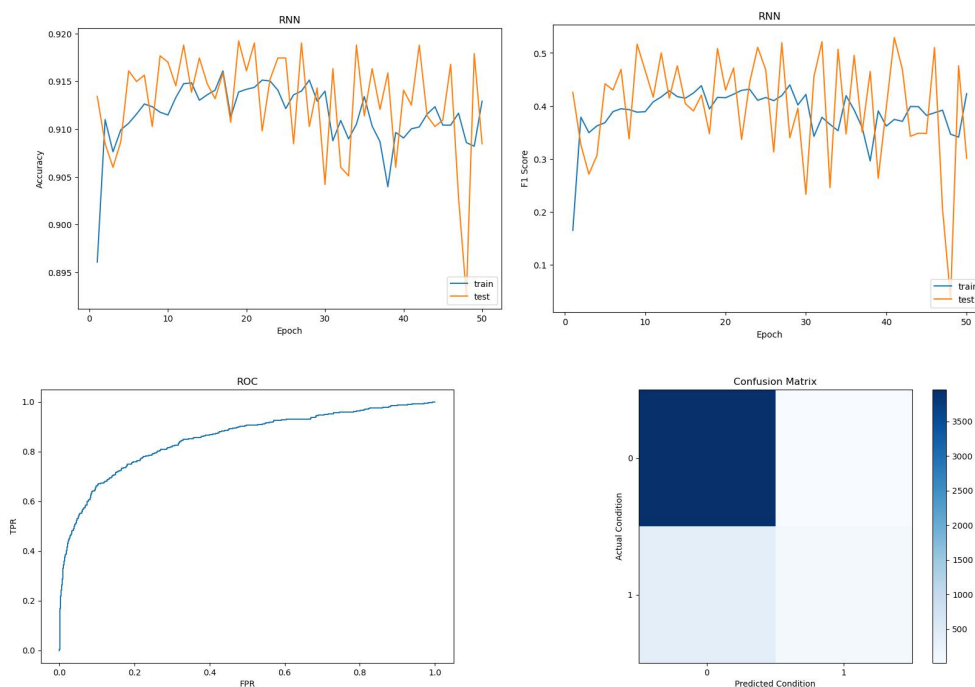 RNN
0.920
0.915
0.910
0.905
0.900
0.895
Accuracy
0
10
20
30
40
50
Epoch
train
test
RNN
0.5
0.4
0.3
0.2
0.1
F1 Score
0
10
20
30
40
50
Epoch
train
test
ROC
1.0
0.8
0.6
0.4
0.2
0.0
TPR
0.0
0.2
0.4
0.6
0.8
1.0
FPR
Confusion Matrix
0
1
Actual Condition
0
1
Predicted Condition
3500
3000
2500
2000
1500
1000
500